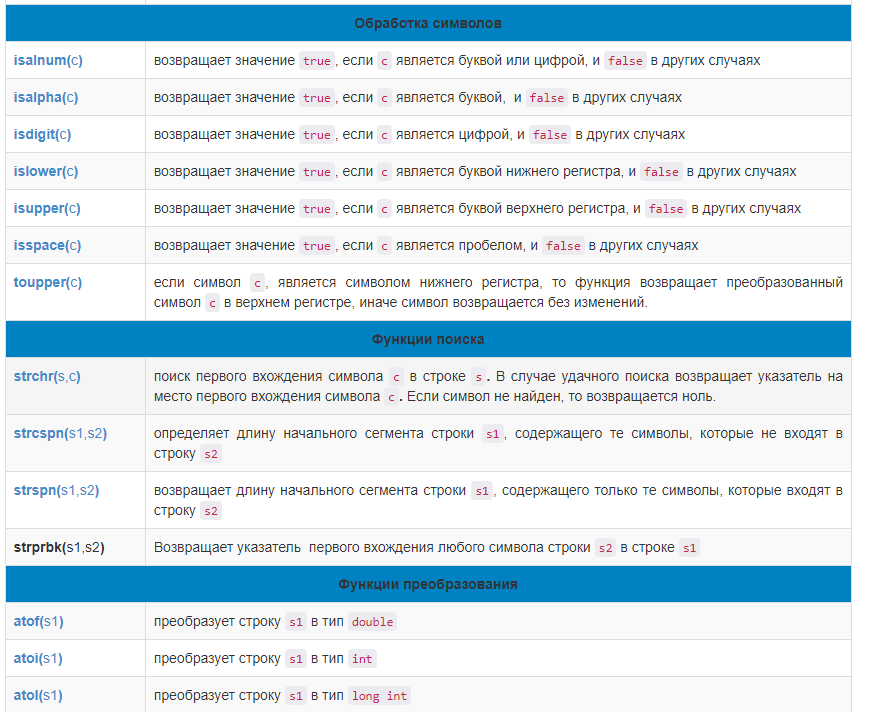 Обработка символов
isalnum(c) возвращает значение true, если c является буквой или цифрой, и false в других случаях
isalpha(c) возвращает значение true, если c является буквой, и false в других случаях
isdigit(c) возвращает значение true, если c является цифрой, и false в других случаях
islower(c) возвращает значение true, если c является буквой нижнего регистра, и false в других случаях
isupper(c) возвращает значение true, если c является буквой верхнего регистра, и false в других случаях
isspace(c) возвращает значение true, если c является пробелом, и false в других случаях
toupper(c) если символ c, является символом нижнего регистра, то функция возвращает преобразованный
символ c в верхнем регистре, иначе символ возвращается без изменений.
Функции поиска
strchr(s,c) поиск первого вхождения символа c в строке s. В случае удачного поиска возвращает указатель на
место первого вхождения символа c. Если символ не найден, то возвращается ноль.
strcspn(s1,s2) определяет длину начального сегмента строки s1, содержащего те символы, которые не входят в
строку s2
strspn(s1,s2) возвращает длину начального сегмента строки s1, содержащего только те символы, которые входят в
строку s2
strprbk(s1,s2) Возвращает указатель первого вхождения любого символа строки s2 в строке s1
Функции преобразования
atof(s1) преобразует строку s1 в тип double
atoi(s1) преобразует строку s1 в тип int
atol(s1) преобразует строку s1 в тип long int